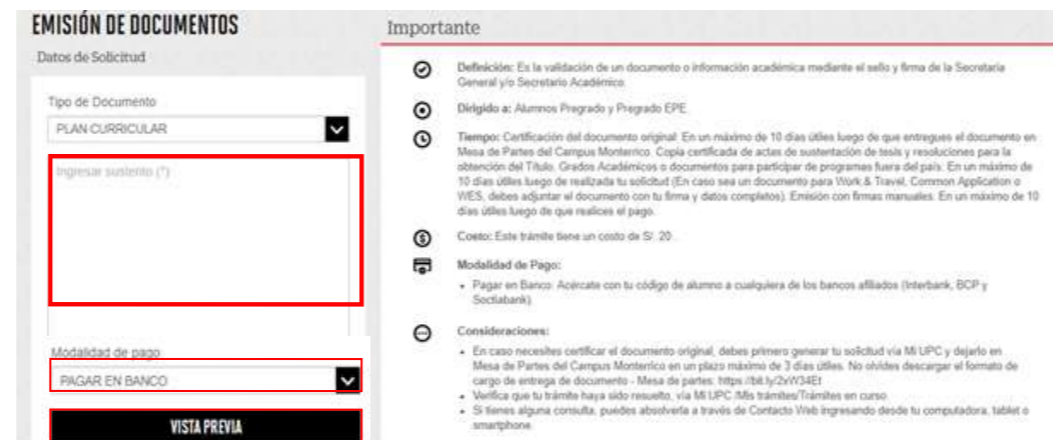 EMISIÓN DE DOCUMENTOS
Datos de Solicitud
Tipo de Documento
PLAN CURRICULAR
Ingresar sustento (*)
Modalidad de pago
PAGAR EN BANCO
VISTA PREVIA
Importante
Definición: Es la validación de un documento o información académica mediante el sello y firma de la Secretaria
General y/o Secretario Académico.
Dirigido a: Alumnos Pregrado y Pregrado EPE.
Tiempo: Certificación del documento original: En un máximo de 10 días útiles luego de que entregues el documento en
Mesa de Partes del Campus Monterrico. Copia certificada de actas de sustentación de tesis y resoluciones para la
obtención del Título, Grados Académicos o documentos para participar de programas fuera del país: En un máximo de
10 días útiles luego de realizada tu solicitud (En caso sea un documento para Work & Travel, Common Application o
WES, debes adjuntar el documento con tu firma y datos completos). Emisión con firmas manuales: En un máximo de 10
días útiles luego de que realices el pago.
Costo: Este trámite tiene un costo de S/. 20.
Modalidad de Pago:
• Pagar en Banco: Acércate con tu código de alumno a cualquiera de los bancos afiliados (Interbank, BCP y
Soctiabank).
Consideraciones:
• En caso necesites certificar el documento original, debes primero generar tu solicitud vía MI UPC y dejarlo en
Mesa de Partes del Campus Monterrico en un plazo máximo de 3 días útiles. No olvides descargar el formato de
cargo de entrega de documento - Mesa de partes: https://bit.ly/2xW34Et
• Verifica que tu trámite haya sido resuelto, vía MI UPC /Mis trámites/Trámites en curso.
• Si tienes alguna consulta, puedes absolverla a través de Contacto Web ingresando desde tu computadora, tablet o
smartphone.